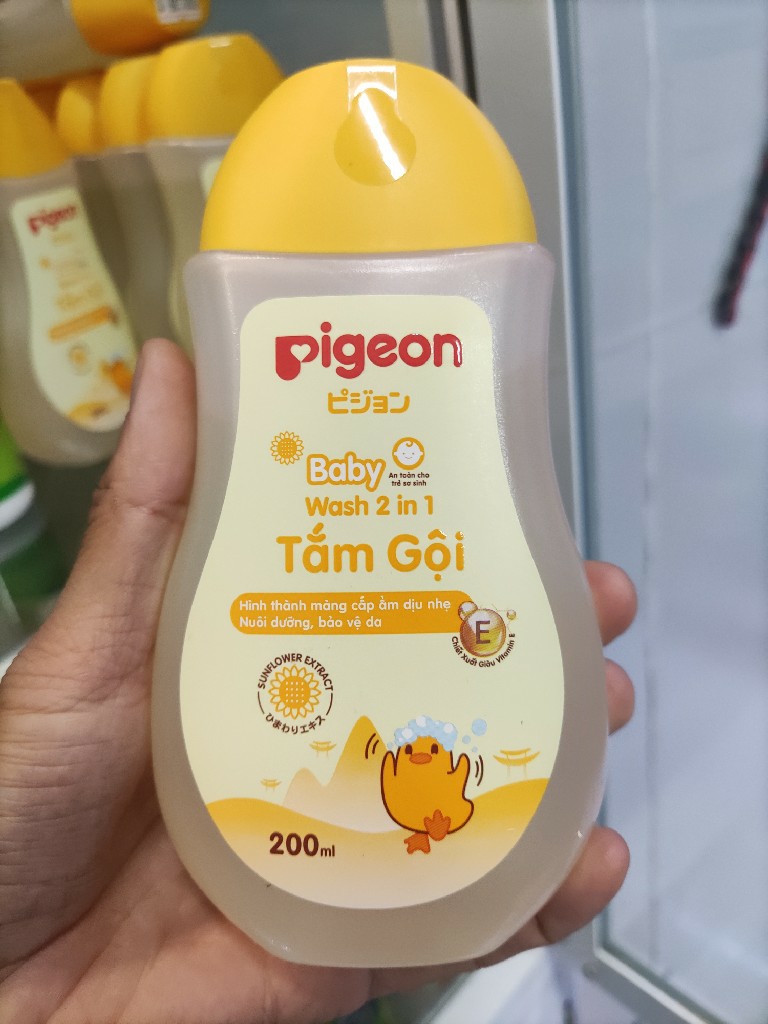 Pigeon
ピジョン
Baby
An toàn cho
trẻ sơ sinh
Wash 2 in 1
Tắm Gội
Hình thành màng cấp ẩm dịu nhẹ
Nuôi dưỡng, bảo vệ da
E
Chiết Xuất Giàu Vitamin E
SUNFLOWER EXTRACT
ひまわりエキス
200ml
Pigeon